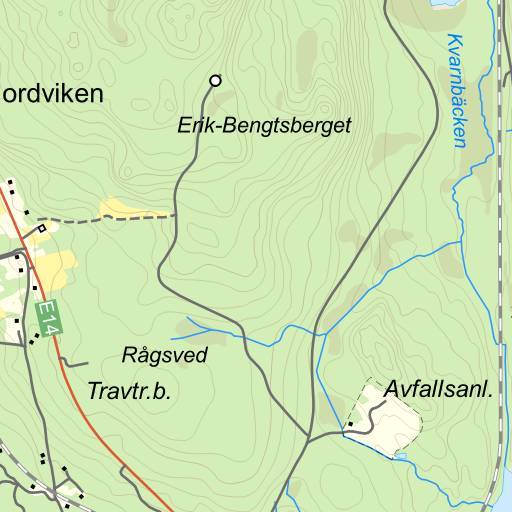 Kvarnbäcken
ordviken
Erik-Bengtsberget
E14
Rågsved
Travtr.b.
Avfallsanl.